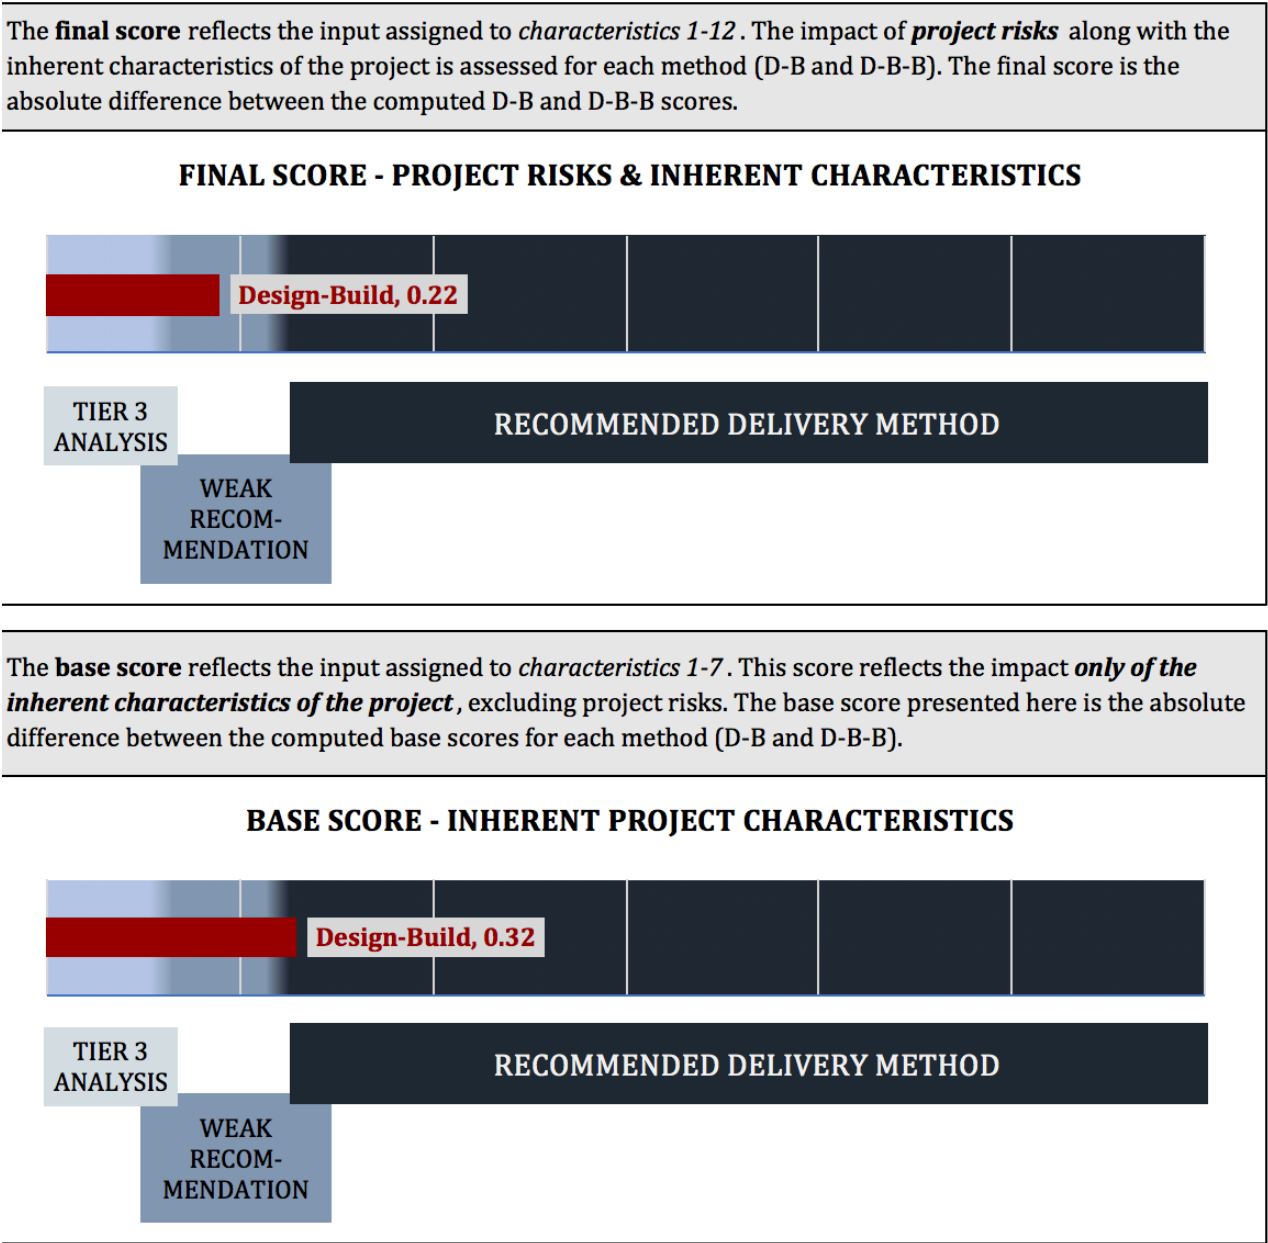 The final score reflects the input assigned to characteristics 1-12. The impact of project risks along with the
inherent characteristics of the project is assessed for each method (D-B and D-B-B). The final score is the
absolute difference between the computed D-B and D-B-B scores.
FINAL SCORE - PROJECT RISKS & INHERENT CHARACTERISTICS
Design-Build, 0.22
TIER 3
ANALYSIS
RECOMMENDED DELIVERY METHOD
WEAK
RECOM-
MENDATION
The base score reflects the input assigned to characteristics 1-7. This score reflects the impact only of the
inherent characteristics of the project, excluding project risks. The base score presented here is the absolute
difference between the computed base scores for each method (D-B and D-B-B).
BASE SCORE - INHERENT PROJECT CHARACTERISTICS
Design-Build, 0.32
TIER 3
ANALYSIS
RECOMMENDED DELIVERY METHOD
WEAK
RECOM-
MENDATION